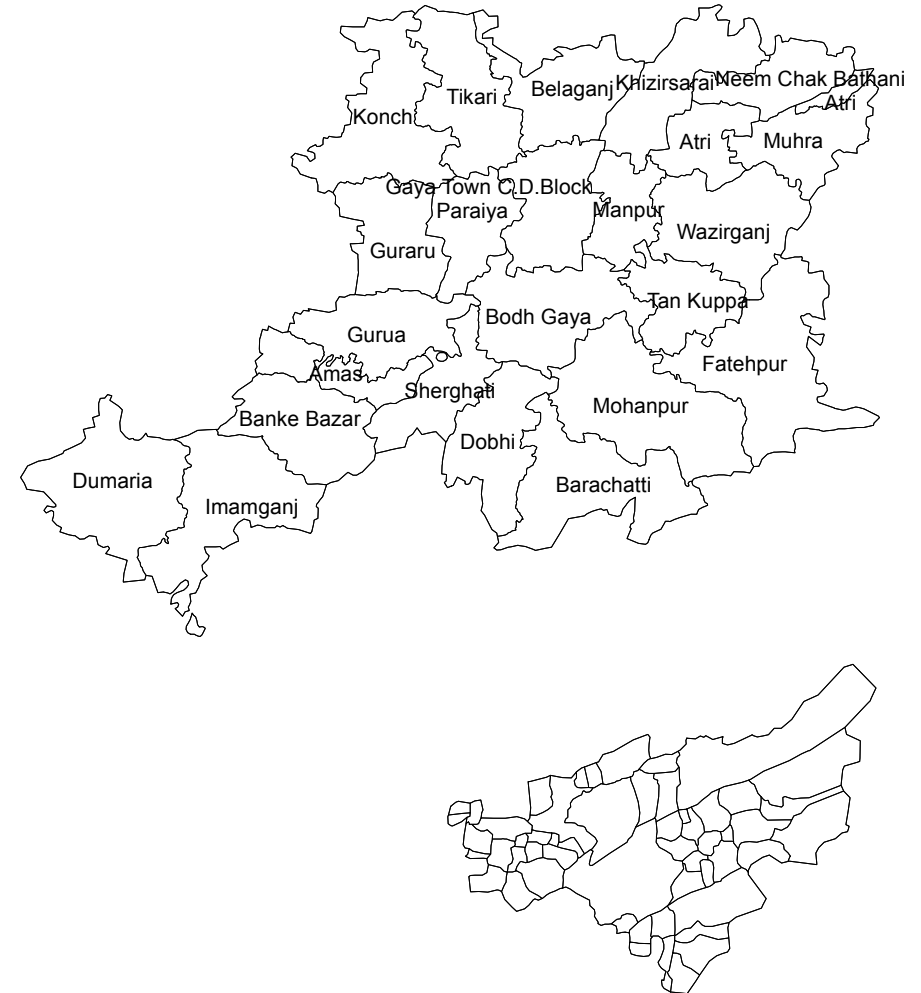 Neem Chak Bathani
Khizirsarai
Belaganj
Tikari
Atri
Konch
Atri
Muhra
Gaya Town C.D.Block
Paraiya
Manpur
Wazirganj
Guraru
Tan Kuppa
Bodh Gaya
Gurua
Fatehpur
Amas
Sherghati
Mohanpur
Banke Bazar
Dobhi
Dumaria
Barachatti
Imamganj